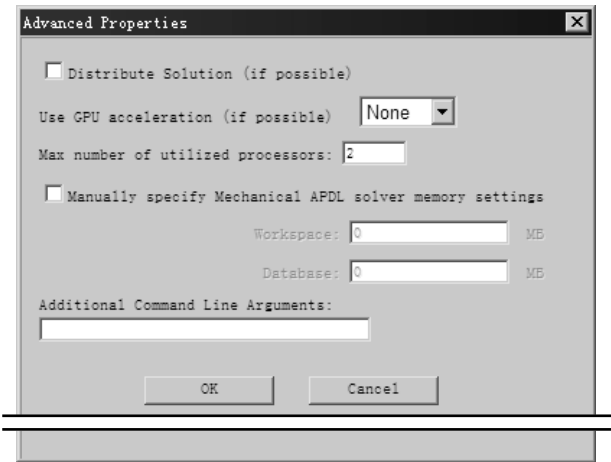 Advanced Properties
Distribute Solution (if possible)
Use GPU acceleration (if possible) None
Max number of utilized processors: 2
Manually specify Mechanical APDL solver memory settings
Workspace: 0 MB
Database: 0 MB
Additional Command Line Arguments:
OK Cancel